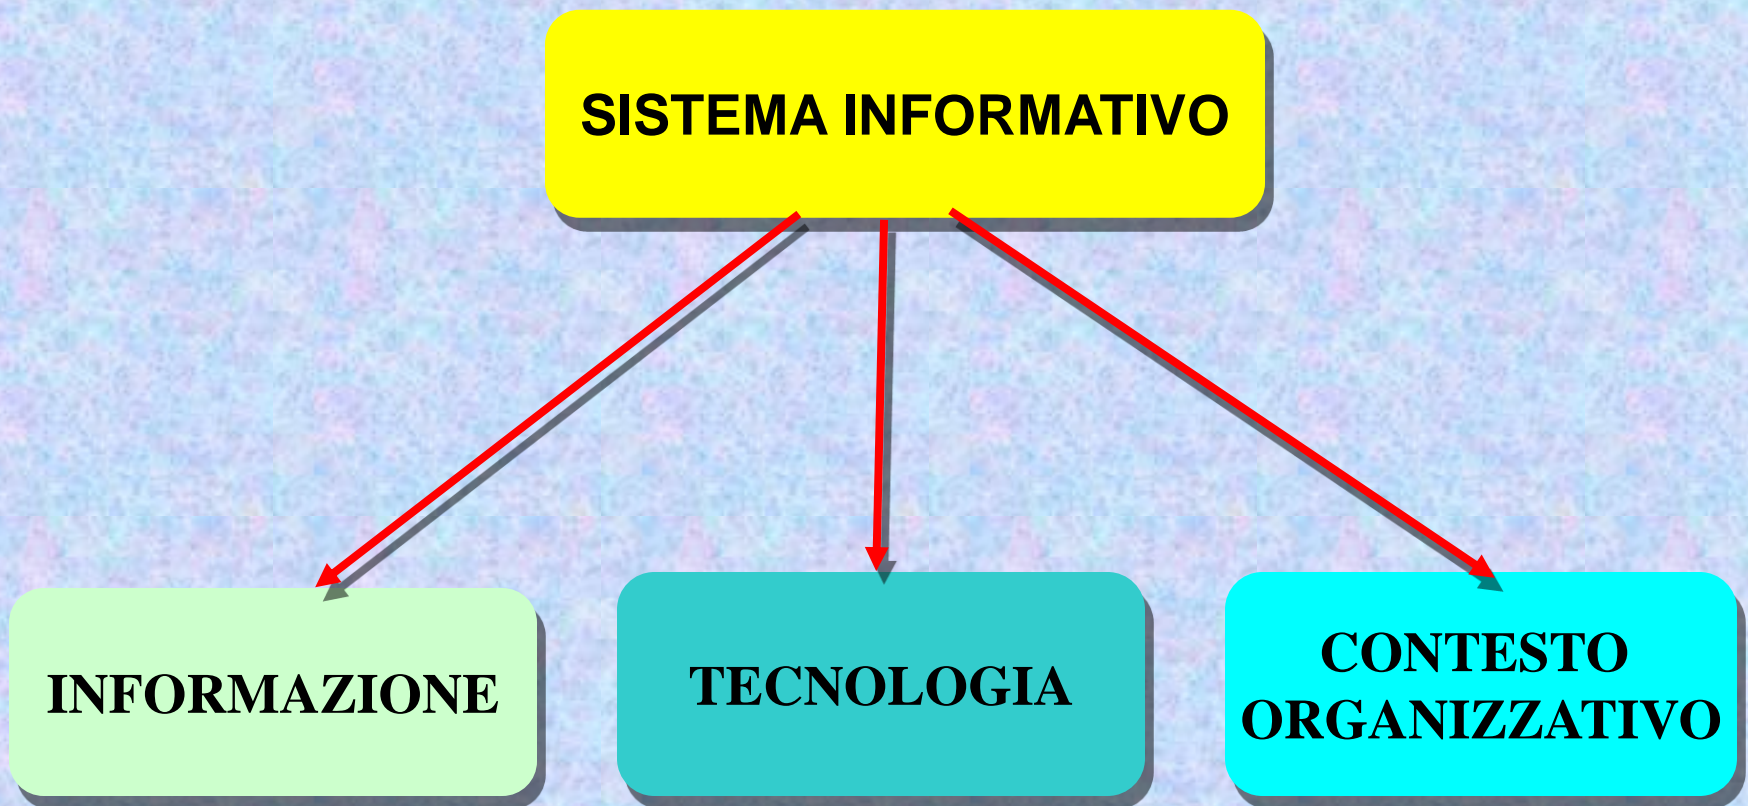 SISTEMA INFORMATIVO
INFORMAZIONE
TECNOLOGIA
CONTESTO
ORGANIZZATIVO